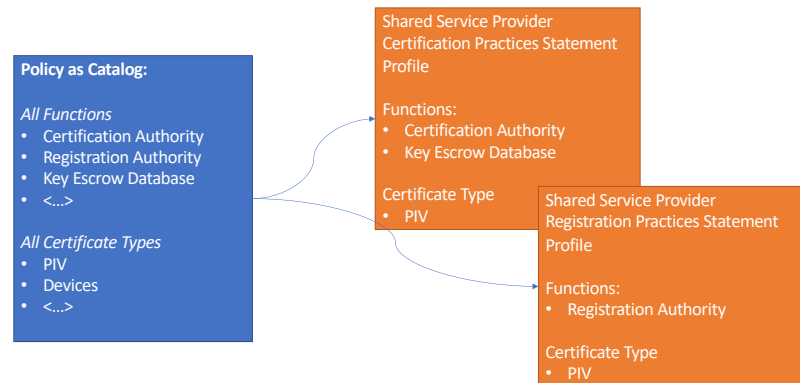 Policy as Catalog:
All Functions
• Certification Authority
• Registration Authority
• Key Escrow Database
• <...>
All Certificate Types
• PIV
• Devices
• <...>
Shared Service Provider
Certification Practices Statement
Profile
Functions:
• Certification Authority
• Key Escrow Database
Certificate Type
• PIV
Shared Service Provider
Registration Practices Statement
Profile
Functions:
• Registration Authority
Certificate Type
• PIV